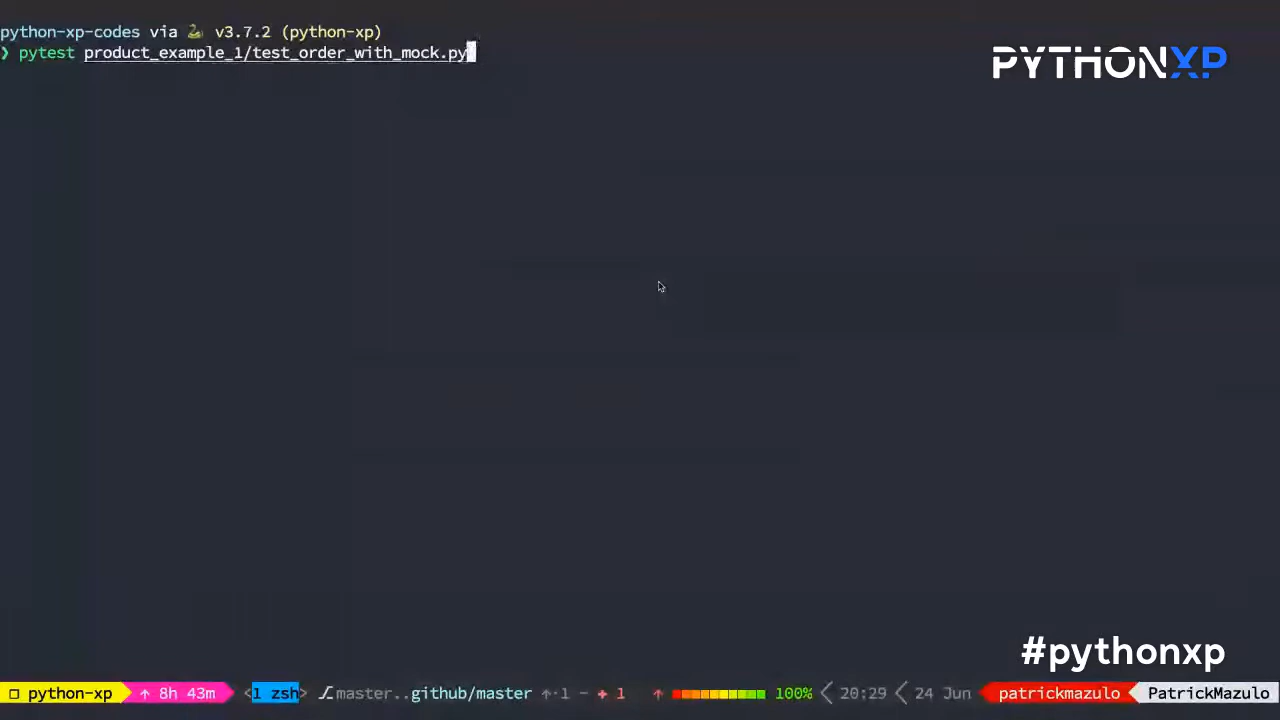 python-xp-codes via 🐍 v3.7.2 (python-xp)
❯ pytest product_example_1/test_order_with_mock.py
PYTHONXP
#pythonxp
□ python-xp ↑ 8h 43m <1 zsh> ⎇master..github/master ↑·1 - + 1 ↑ 100% < 20:29 < 24 Jun patrickmazulo PatrickMazulo